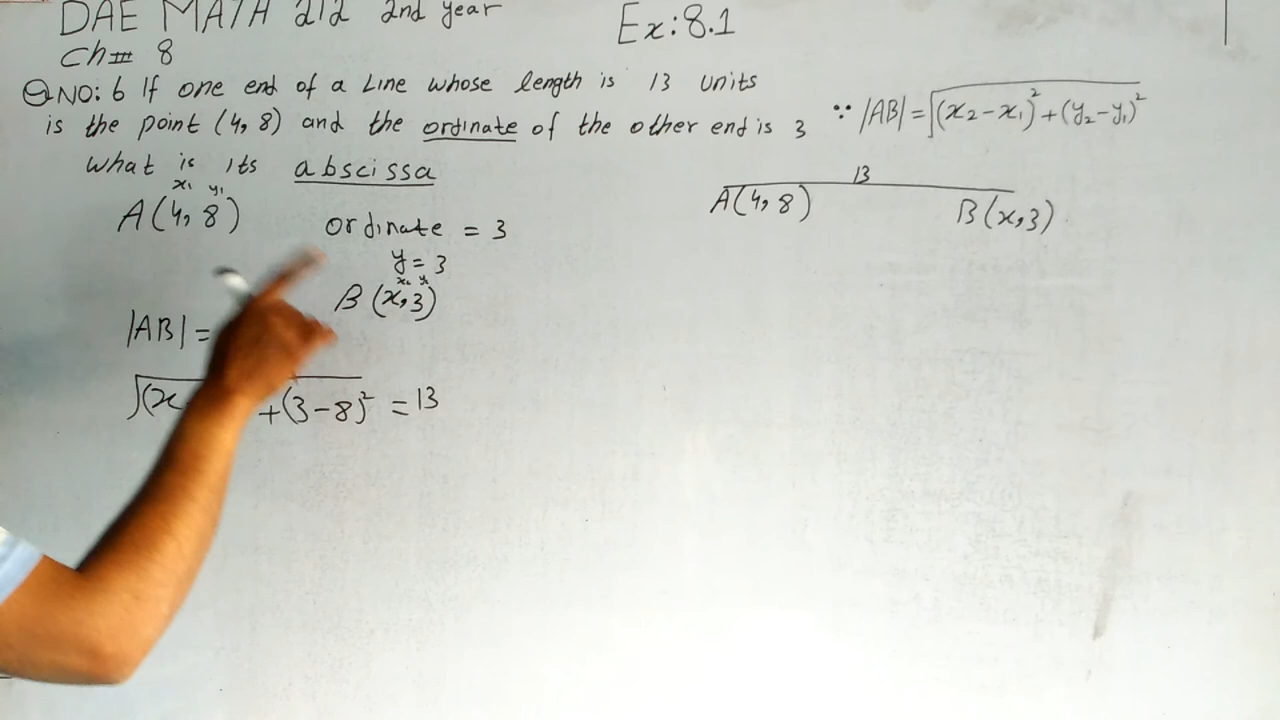 DAE MATH 212 2nd year
Ex: 8.1
Ch# 8
QNO: 6 If one end of a Line whose length is 13 units
is the point (4, 8) and the ordinate of the other end is 3
what is its abscissa
∵ |AB| = √(x₂ - x₁)² + (y₂ - y₁)²
13
A(4, 8) B(x, 3)
x₁ y₁
A(4, 8)
ordinate = 3
y = 3
x₂ y₂
B(x, 3)
|AB| =
√(x + (3 - 8)² = 13